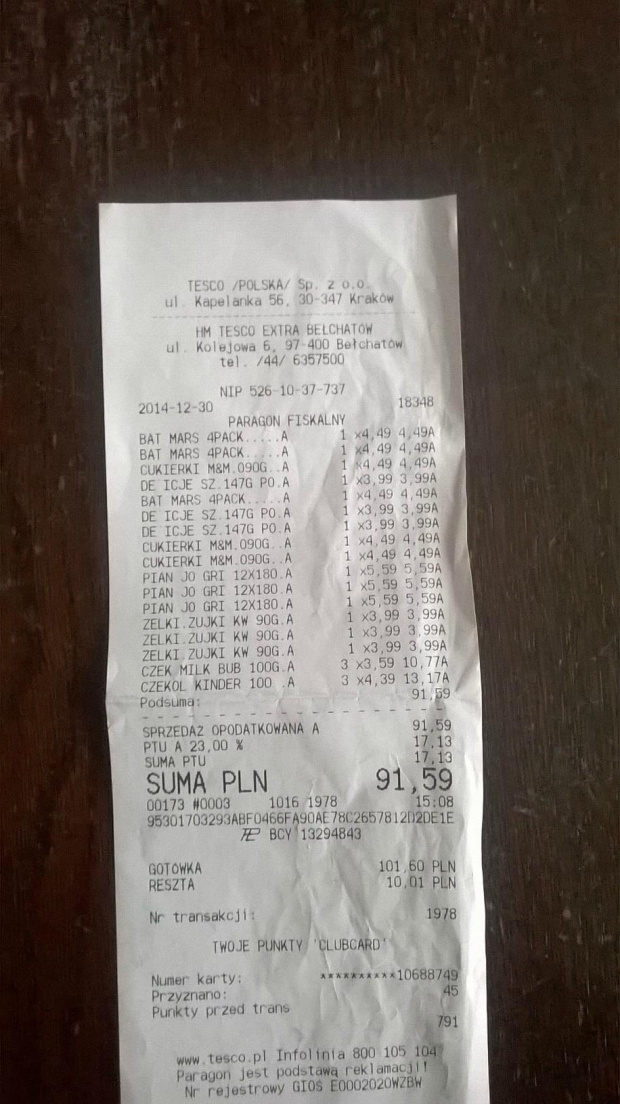 TESCO /POLSKA/ Sp. z o.o.
ul. Kapelanka 56, 30-347 Kraków
HM TESCO EXTRA BEŁCHATÓW
ul. Kolejowa 6, 97-400 Bełchatów
tel. /44/ 6357500
NIP 526-10-37-737
2014-12-30 18348
PARAGON FISKALNY
BAT MARS 4PACK.....A 1 x4,49 4,49A
BAT MARS 4PACK.....A 1 x4,49 4,49A
CUKIERKI M&M.090G..A 1 x4,49 4,49A
DE ICJE SZ.147G PO.A 1 x3,99 3,99A
BAT MARS 4PACK.....A 1 x4,49 4,49A
DE ICJE SZ.147G PO.A 1 x3,99 3,99A
DE ICJE SZ.147G PO.A 1 x3,99 3,99A
CUKIERKI M&M.090G..A 1 x4,49 4,49A
CUKIERKI M&M.090G..A 1 x4,49 4,49A
PIAN JO GRI 12X180.A 1 x5,59 5,59A
PIAN JO GRI 12X180.A 1 x5,59 5,59A
PIAN JO GRI 12X180.A 1 x5,59 5,59A
ZELKI.ZUJKI KW 90G.A 1 x3,99 3,99A
ZELKI.ZUJKI KW 90G.A 1 x3,99 3,99A
ZELKI.ZUJKI KW 90G.A 1 x3,99 3,99A
CZEK MILK BUB 100G.A 3 x3,59 10,77A
CZEKOL KINDER 100 .A 3 x4,39 13,17A
Podsuma: 91,59
SPRZEDAŻ OPODATKOWANA A 91,59
PTU A 23,00 % 17,13
SUMA PTU 17,13
SUMA PLN 91,59
00173 #0003 1016 1978 15:08
95301703293ABF0466FA90AE78C2657812D2DE1E
BCY 13294843
GOTÓWKA 101,60 PLN
RESZTA 10,01 PLN
Nr transakcji: 1978
TWOJE PUNKTY 'CLUBCARD'
Numer karty: **********10688749
Przyznano: 45
Punkty przed trans
791
www.tesco.pl Infolinia 800 105 104
Paragon jest podstawą reklamacji!
Nr rejestrowy GIOŚ E0002020WZBW